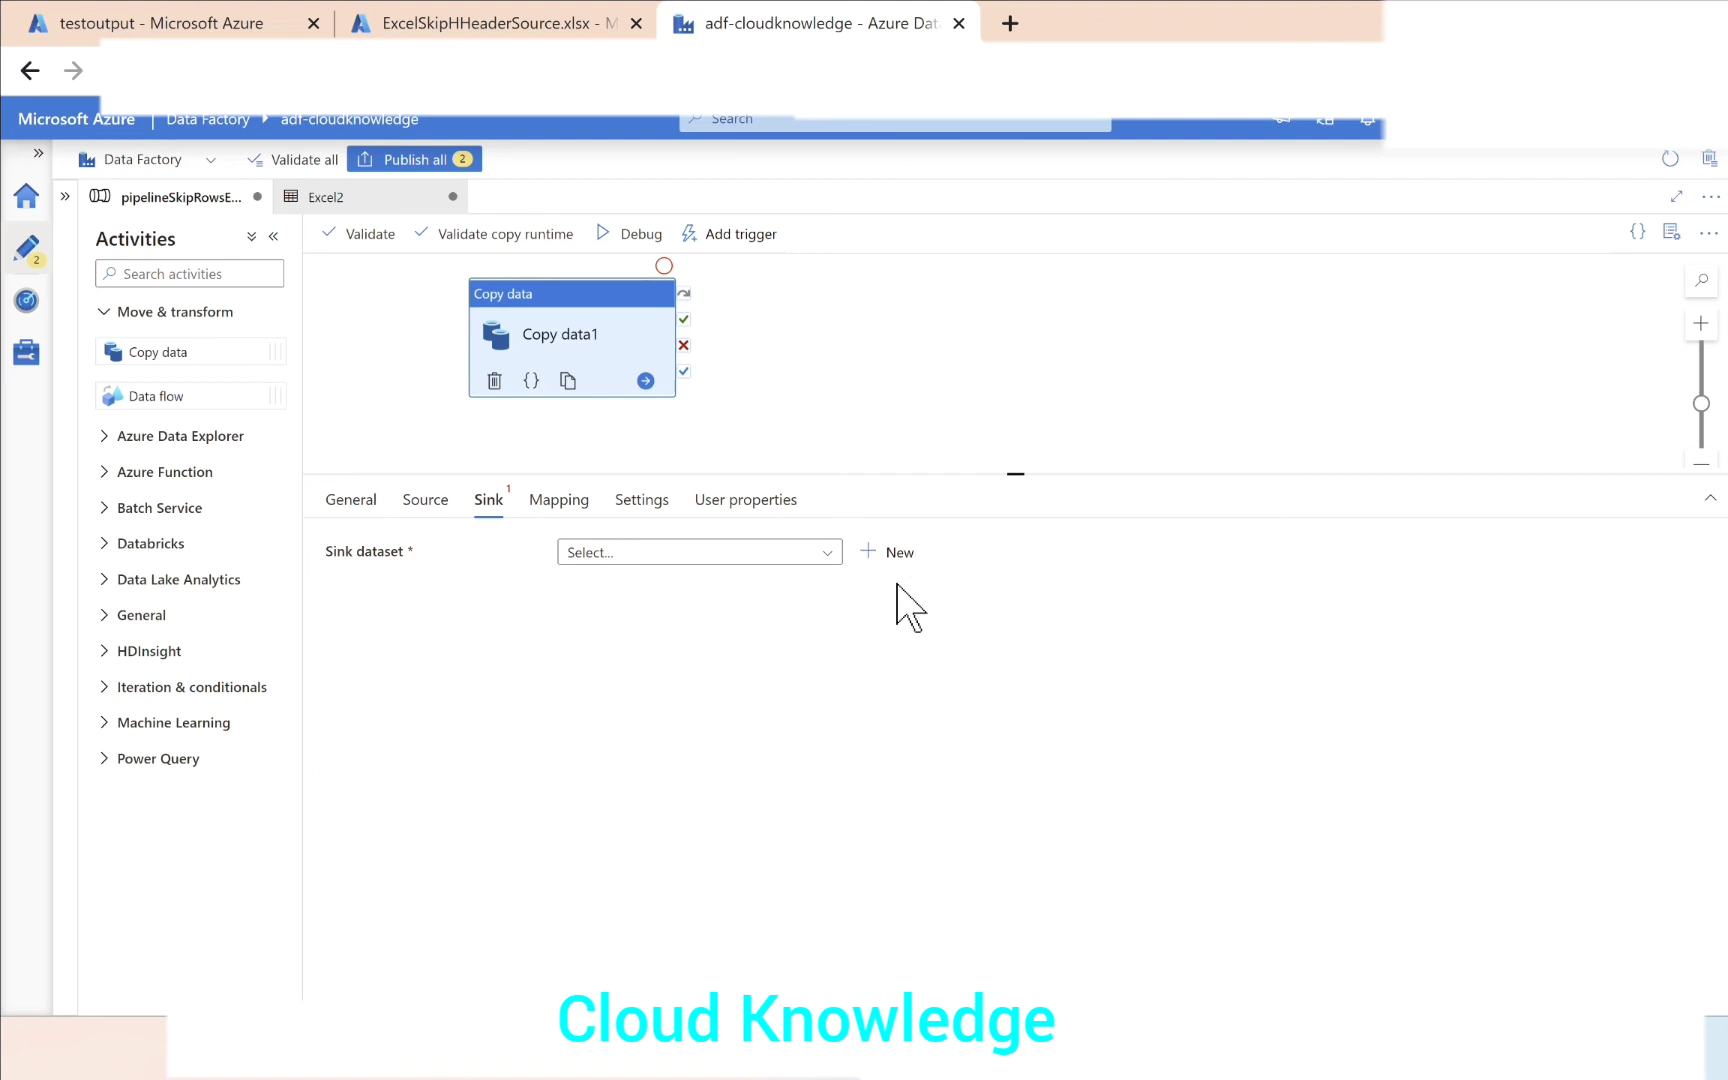 testoutput - Microsoft Azure
ExcelSkipHHeaderSource.xlsx - M
adf-cloudknowledge - Azure Dat
Microsoft Azure
Data Factory
adf-cloudknowledge
Search
Data Factory
Validate all
Publish all
2
pipelineSkipRowsE...
Excel2
2
Activities
Search activities
Move & transform
Copy data
Data flow
Azure Data Explorer
Azure Function
Batch Service
Databricks
Data Lake Analytics
General
HDInsight
Iteration & conditionals
Machine Learning
Power Query
Validate
Validate copy runtime
Debug
Add trigger
{}
Copy data
Copy data1
{}
General
Source
Sink 1
Mapping
Settings
User properties
Sink dataset *
Select...
New
Cloud Knowledge